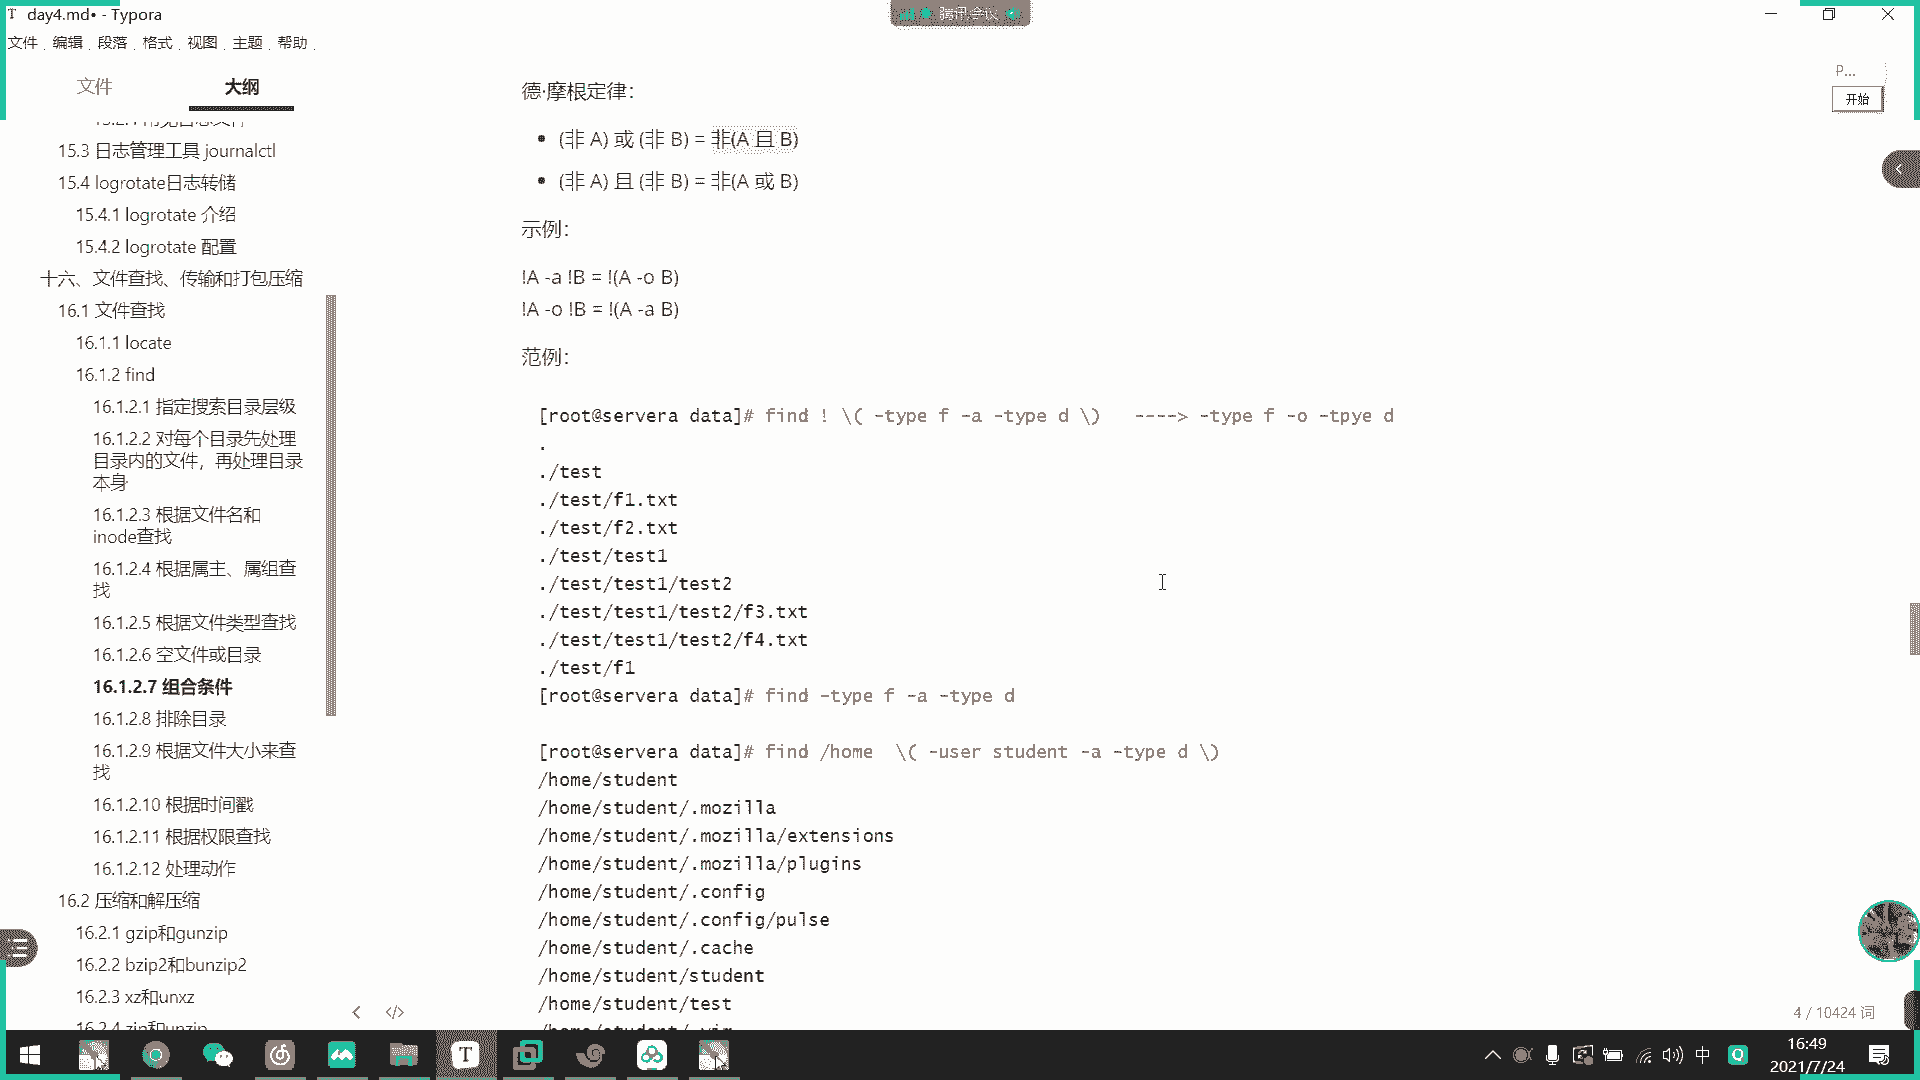 day4.md• - Typora
腾讯会议
文件 编辑 段落 格式 视图 主题 帮助
文件 大纲
15.3 日志管理工具 journalctl
15.4 logrotate日志转储
15.4.1 logrotate 介绍
15.4.2 logrotate 配置
十六、文件查找、传输和打包压缩
16.1 文件查找
16.1.1 locate
16.1.2 find
16.1.2.1 指定搜索目录层级
16.1.2.2 对每个目录先处理
目录内的文件，再处理目录
本身
16.1.2.3 根据文件名和
inode查找
16.1.2.4 根据属主、属组查
找
16.1.2.5 根据文件类型查找
16.1.2.6 空文件或目录
16.1.2.7 组合条件
16.1.2.8 排除目录
16.1.2.9 根据文件大小来查
找
16.1.2.10 根据时间戳
16.1.2.11 根据权限查找
16.1.2.12 处理动作
16.2 压缩和解压缩
16.2.1 gzip和gunzip
16.2.2 bzip2和bunzip2
16.2.3 xz和unxz
16.2.4 zip和unzip
德·摩根定律：
(非 A) 或 (非 B) = 非(A 且 B)
(非 A) 且 (非 B) = 非(A 或 B)
示例：
!A -a !B = !(A -o B)
!A -o !B = !(A -a B)
范例：
[root@servera data]# find ! \( -type f -a -type d \) ----> -type f -o -tpye d
.
./test
./test/f1.txt
./test/f2.txt
./test/test1
./test/test1/test2
./test/test1/test2/f3.txt
./test/test1/test2/f4.txt
./test/f1
[root@servera data]# find -type f -a -type d
[root@servera data]# find /home \( -user student -a -type d \)
/home/student
/home/student/.mozilla
/home/student/.mozilla/extensions
/home/student/.mozilla/plugins
/home/student/.config
/home/student/.config/pulse
/home/student/.cache
/home/student/student
/home/student/test
P...
开始
4 / 10424 词
中
16:49
2021/7/24